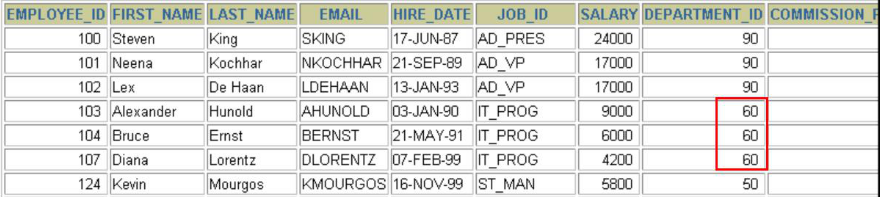 EMPLOYEE_ID FIRST_NAME LAST_NAME EMAIL HIRE_DATE JOB_ID SALARY DEPARTMENT_ID COMMISSION_P
100 Steven King SKING 17-JUN-87 AD_PRES 24000 90
101 Neena Kochhar NKOCHHAR 21-SEP-89 AD_VP 17000 90
102 Lex De Haan LDEHAAN 13-JAN-93 AD_VP 17000 90
103 Alexander Hunold AHUNOLD 03-JAN-90 IT_PROG 9000 60
104 Bruce Ernst BERNST 21-MAY-91 IT_PROG 6000 60
107 Diana Lorentz DLORENTZ 07-FEB-99 IT_PROG 4200 60
124 Kevin Mourgos KMOURGOS 16-NOV-99 ST_MAN 5800 50